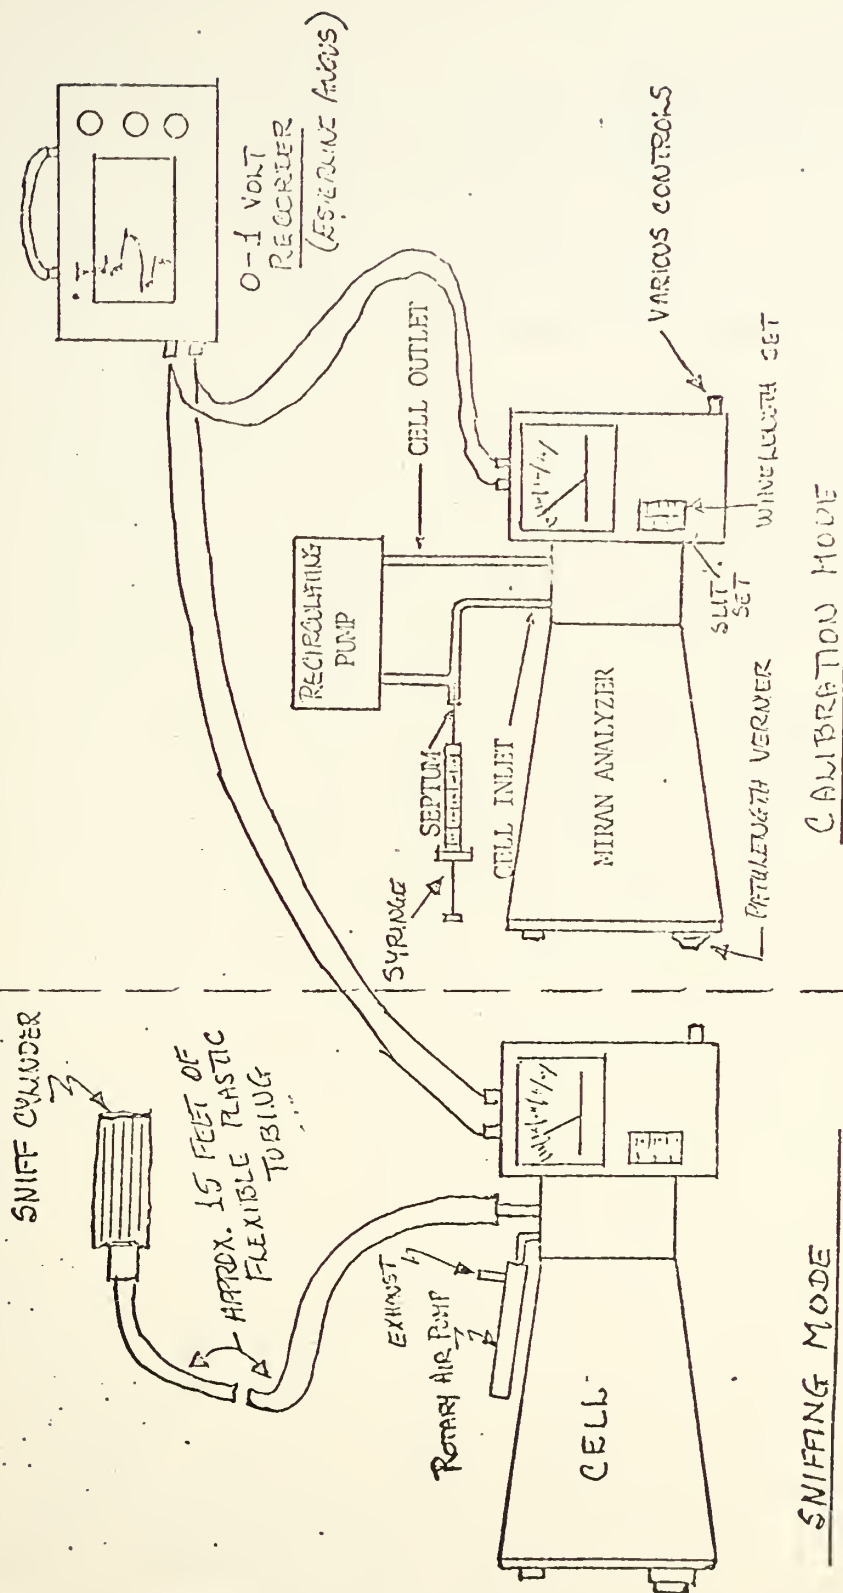 SNIFF CYLINDER
APPROX. 15 FEET OF
FLEXIBLE PLASTIC
TUBING
EXHAUST
ROTARY AIR PUMP
CELL
SNIFFING MODE
0-1 VOLT
RECORDER
(ESTERLINE ANGUS)
RECIRCULATING
PUMP
CELL OUTLET
SYRINGE
SEPTUM
CELL INLET
MIRAN ANALYZER
VARIOUS CONTROLS
WAVELENGTH SET
SLIT
SET
PATHLENGTH VERNIER
CALIBRATION MODE